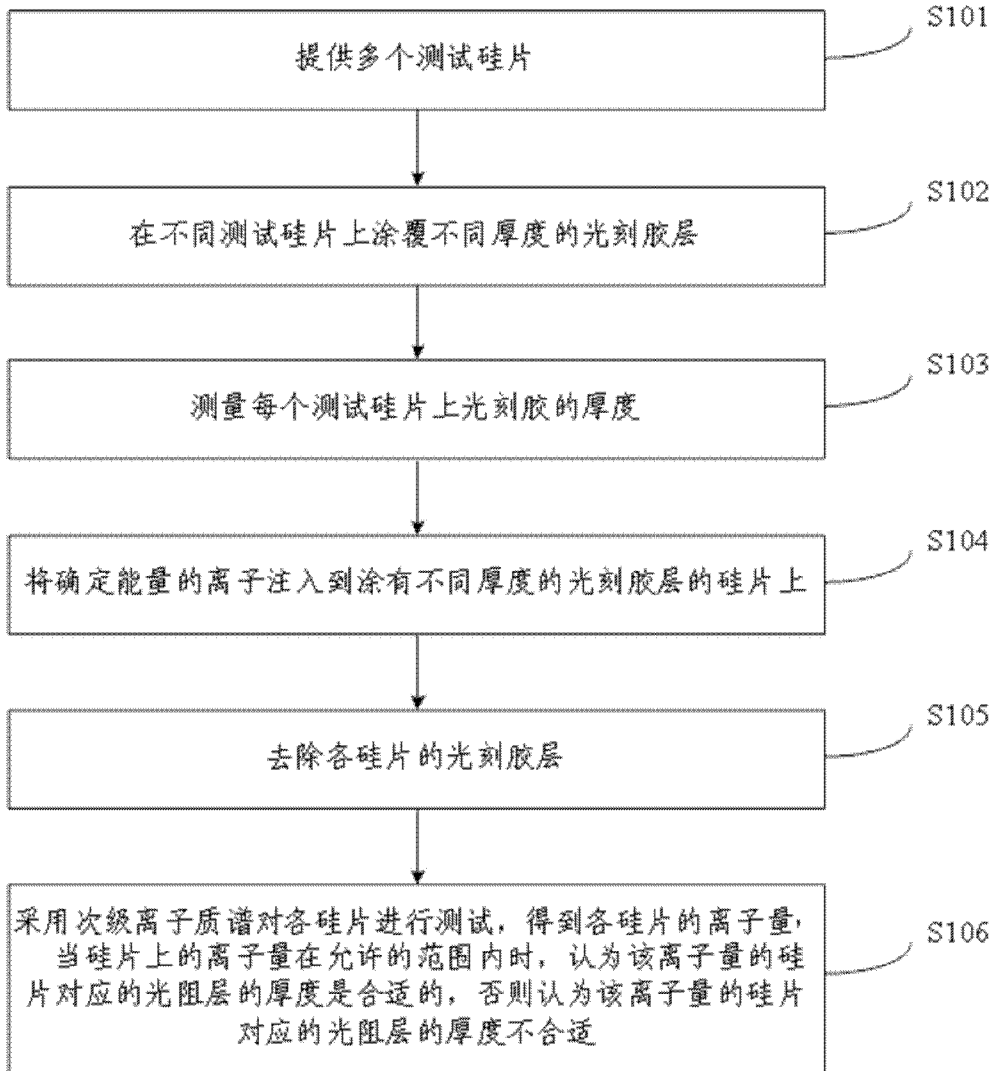 S101
提供多个测试硅片
S102
在不同测试硅片上涂覆不同厚度的光刻胶层
S103
测量每个测试硅片上光刻胶的厚度
S104
将确定能量的离子注入到涂有不同厚度的光刻胶层的硅片上
S105
去除各硅片的光刻胶层
S106
采用次级离子质谱对各硅片进行测试，得到各硅片的离子量，
当硅片上的离子量在允许的范围内时，认为该离子量的硅
片对应的光阻层的厚度是合适的，否则认为该离子量的硅片
对应的光阻层的厚度不合适